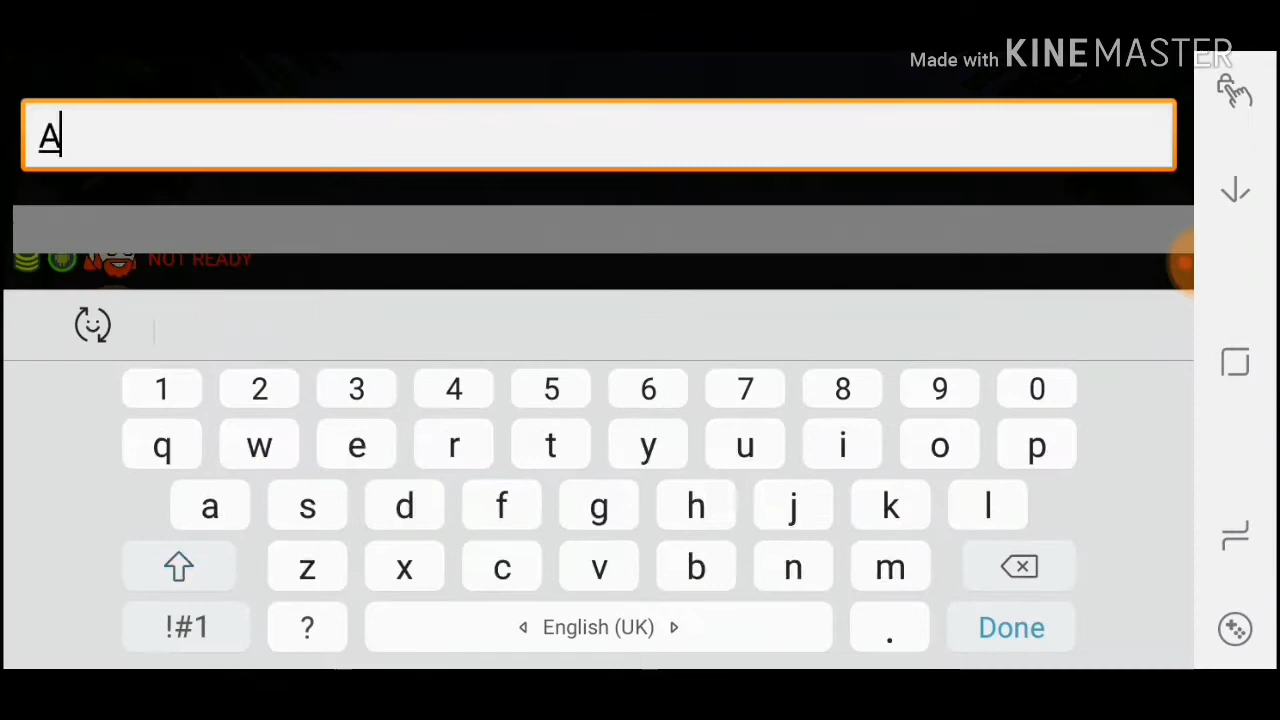 Made with KINEMASTER
A
NOT READY
1 2 3 4 5 6 7 8 9 0
q w e r t y u i o p
a s d f g h j k l
z x c v b n m
!#1 ? English (UK) . Done